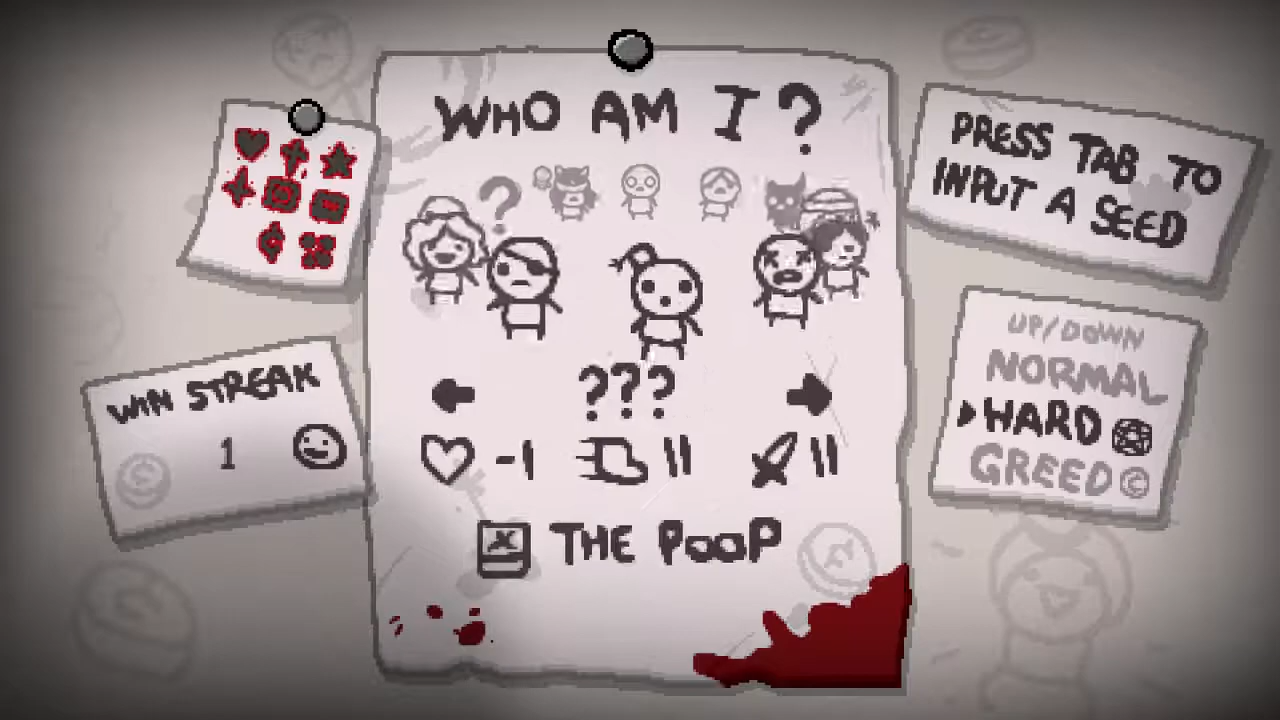 WHO AM I ?
?
PRESS TAB TO
INPUT A SEED
WIN STREAK
1
UP/DOWN
NORMAL
HARD
GREED
???
-1
THE POOP